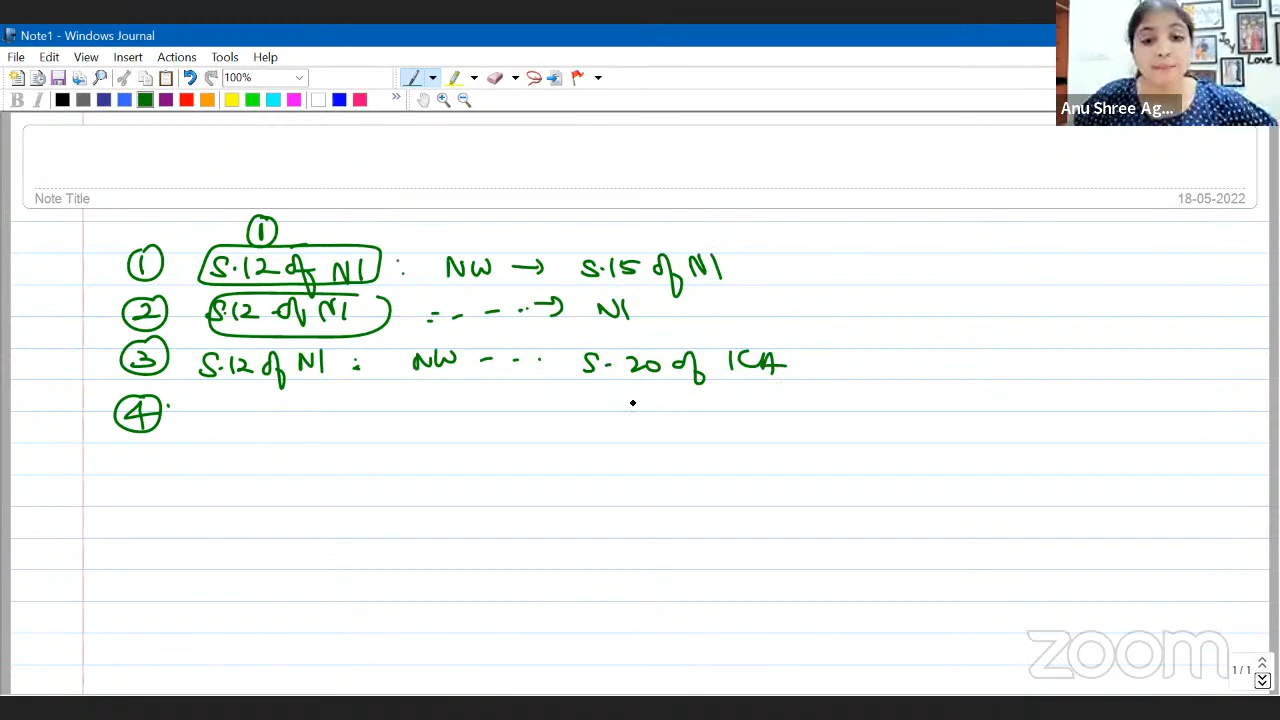 Note1 - Windows Journal
File Edit View Insert Actions Tools Help
100%
B I
Joy
Love
Anu Shree Ag...
Note Title
18-05-2022
①
① S.12 of NI : NW → S.15 of NI
② S.12 of NI : - - - → NI
③ S.12 of NI : NW - - - S. 20 of ICA
④
zoom
1 / 1